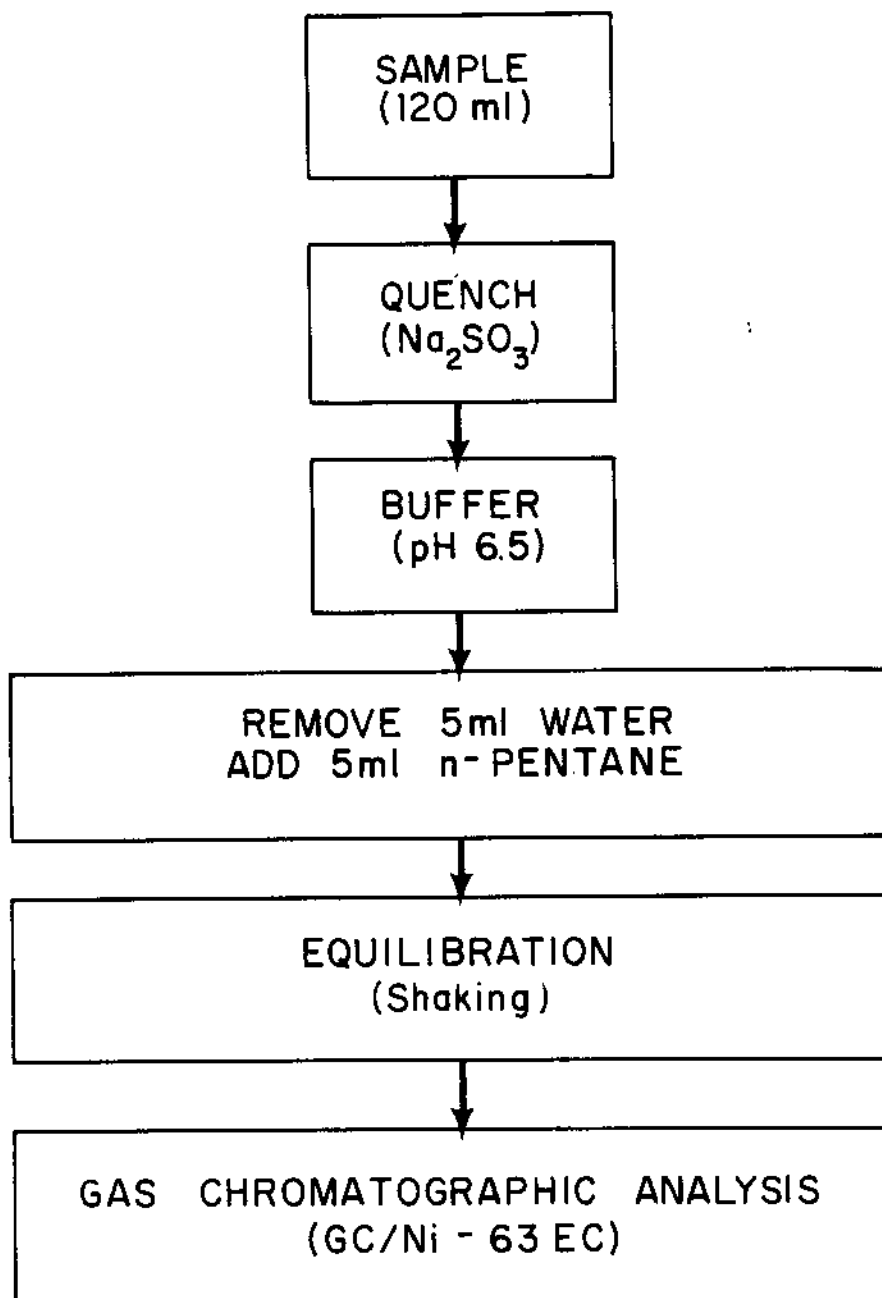 SAMPLE
(120 ml)
QUENCH
(Na₂SO₃)
BUFFER
(pH 6.5)
REMOVE 5ml WATER
ADD 5ml n-PENTANE
EQUILIBRATION
(Shaking)
GAS CHROMATOGRAPHIC ANALYSIS
(GC/Ni - 63 EC)